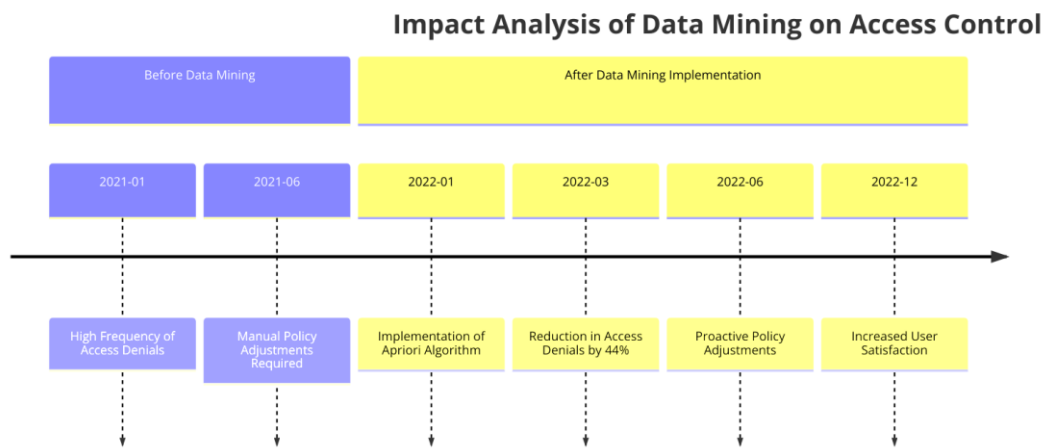 Impact Analysis of Data Mining on Access Control
Before Data Mining
After Data Mining Implementation
2021-01
2021-06
2022-01
2022-03
2022-06
2022-12
High Frequency of
Access Denials
Manual Policy
Adjustments
Required
Implementation of
Apriori Algorithm
Reduction in Access
Denials by 44%
Proactive Policy
Adjustments
Increased User
Satisfaction